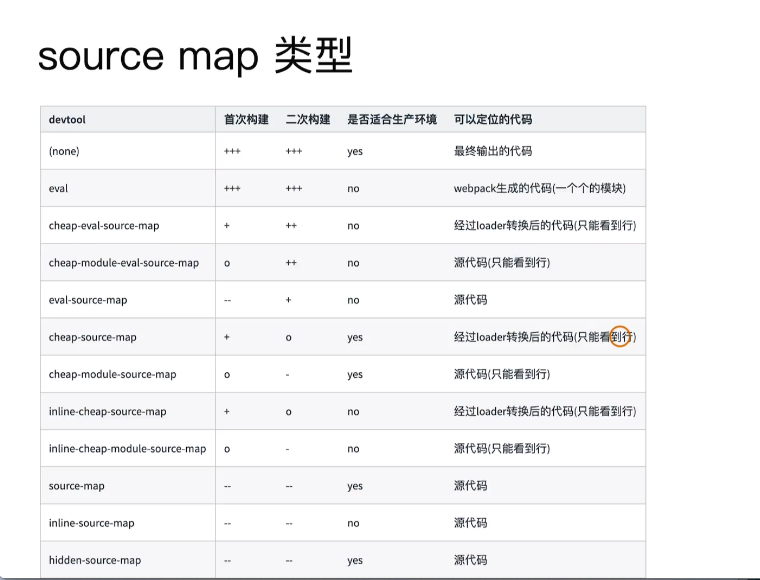 source map 类型
devtool 首次构建 二次构建 是否适合生产环境 可以定位的代码
(none) +++ +++ yes 最终输出的代码
eval +++ +++ no webpack生成的代码(一个个的模块)
cheap-eval-source-map + ++ no 经过loader转换后的代码(只能看到行)
cheap-module-eval-source-map o ++ no 源代码(只能看到行)
eval-source-map -- + no 源代码
cheap-source-map + o yes 经过loader转换后的代码(只能看到行)
cheap-module-source-map o - yes 源代码(只能看到行)
inline-cheap-source-map + o no 经过loader转换后的代码(只能看到行)
inline-cheap-module-source-map o - no 源代码(只能看到行)
source-map -- -- yes 源代码
inline-source-map -- -- no 源代码
hidden-source-map -- -- yes 源代码